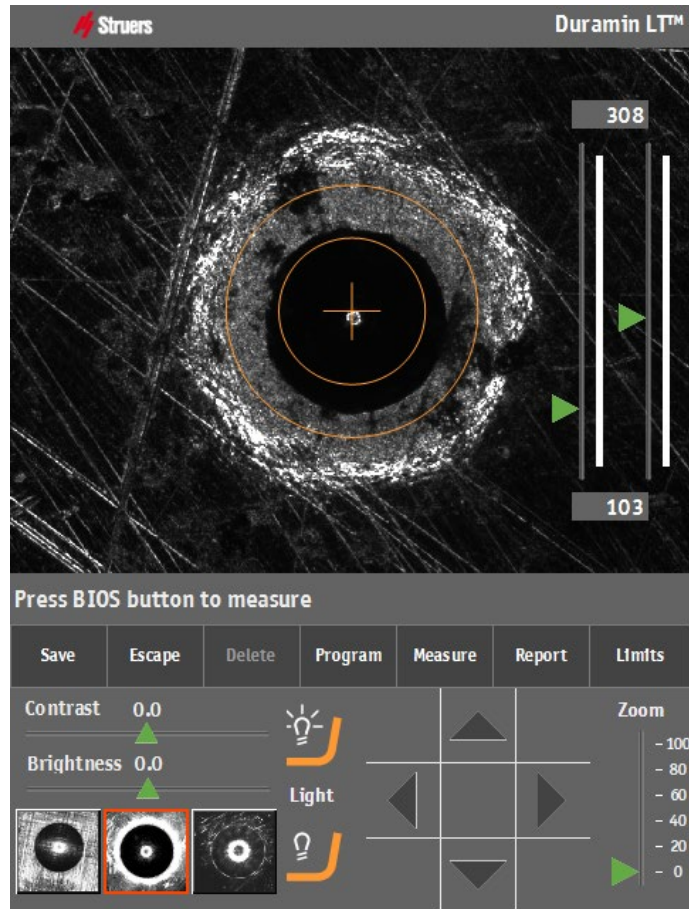 Struers Duramin LT™
308
103
Press BIOS button to measure
Save Escape Delete Program Measure Report Limits
Contrast 0.0
Brightness 0.0
Light
Zoom
- 100
- 80
- 60
- 40
- 20
- 0